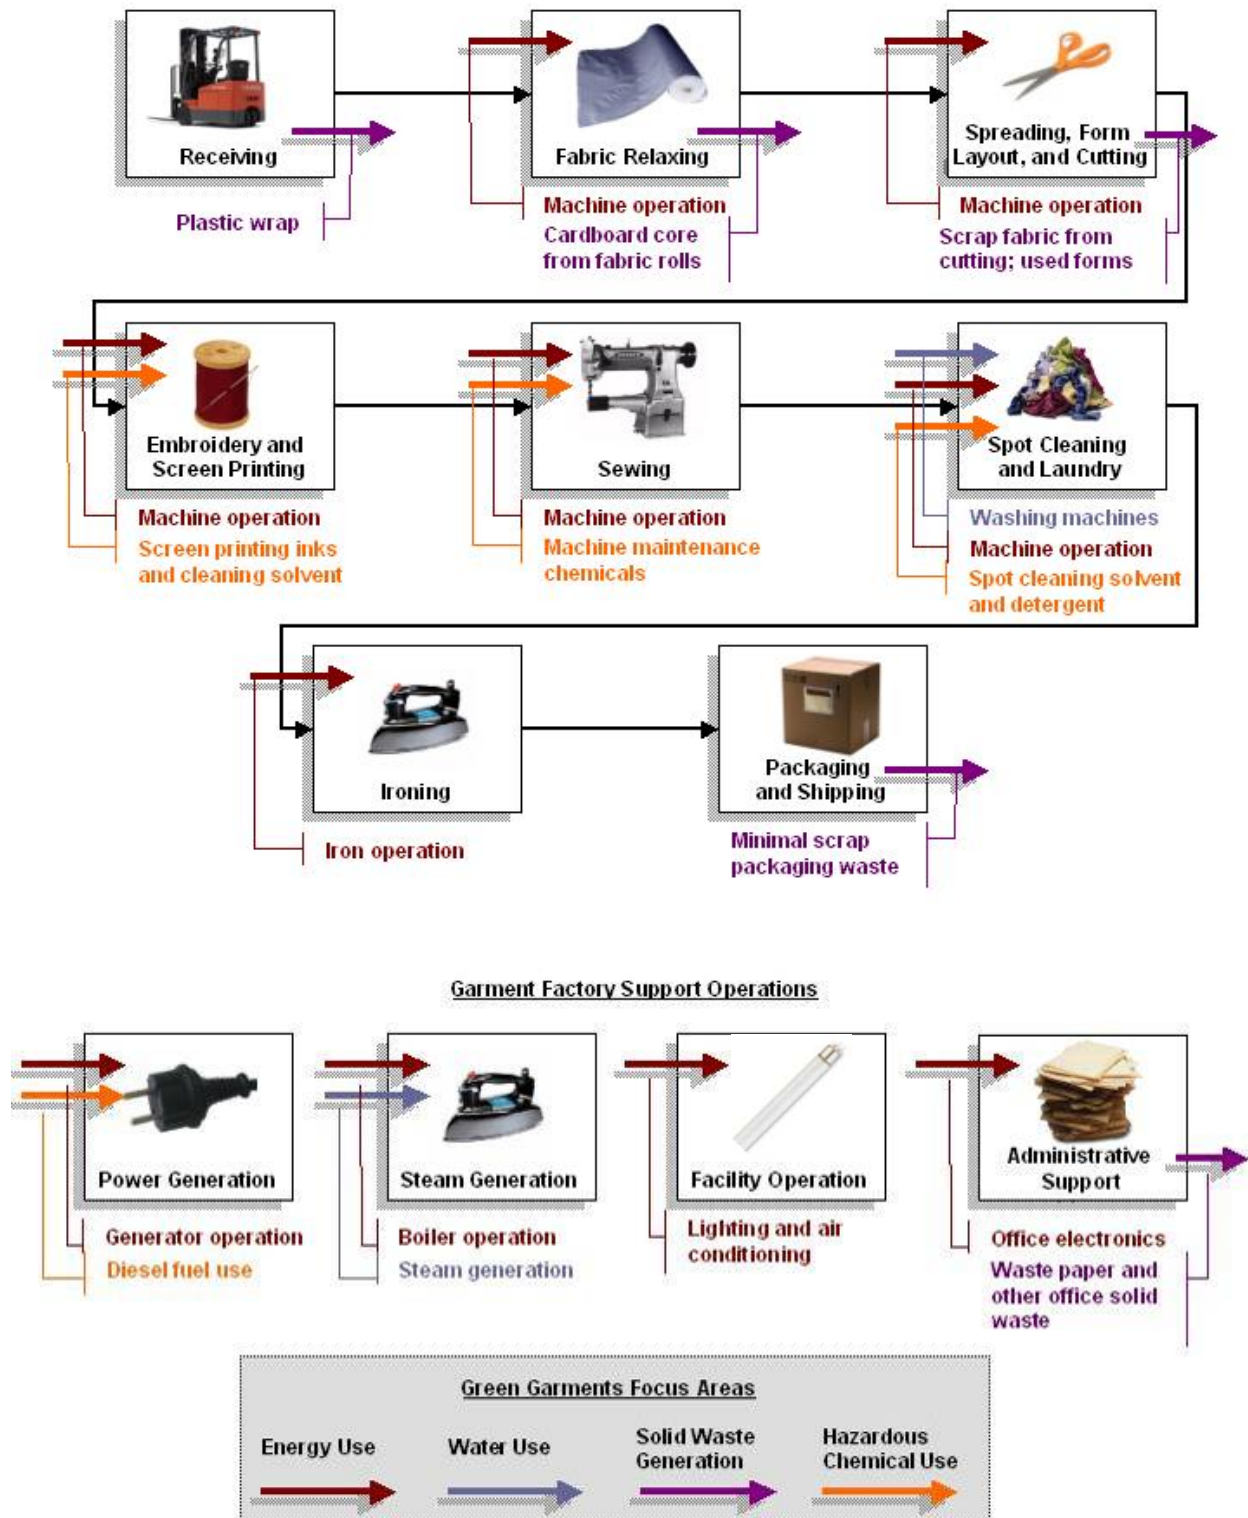 Receiving
Fabric Relaxing
Spreading, Form
Layout, and Cutting
Plastic wrap
Machine operation
Cardboard core
from fabric rolls
Machine operation
Scrap fabric from
cutting; used forms
Embroidery and
Screen Printing
Sewing
Spot Cleaning
and Laundry
Machine operation
Screen printing inks
and cleaning solvent
Machine operation
Machine maintenance
chemicals
Washing machines
Machine operation
Spot cleaning solvent
and detergent
Ironing
Packaging
and Shipping
Iron operation
Minimal scrap
packaging waste
Garment Factory Support Operations
Power Generation
Steam Generation
Facility Operation
Administrative
Support
Generator operation
Diesel fuel use
Boiler operation
Steam generation
Lighting and air
conditioning
Office electronics
Waste paper and
other office solid
waste
Green Garments Focus Areas
Energy Use
Water Use
Solid Waste
Generation
Hazardous
Chemical Use